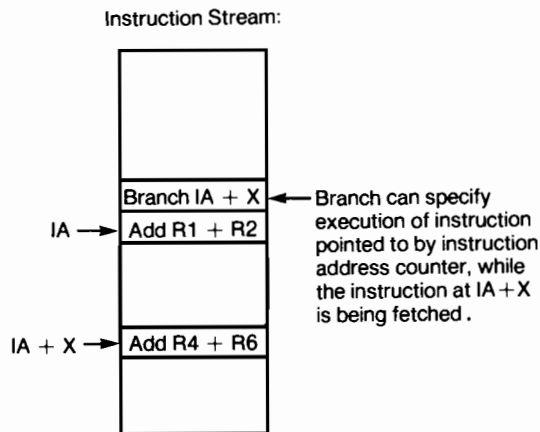 Instruction Stream:
Branch IA + X
Branch can specify
execution of instruction
pointed to by instruction
address counter, while
the instruction at IA+X
is being fetched.
IA
Add R1 + R2
IA + X
Add R4 + R6